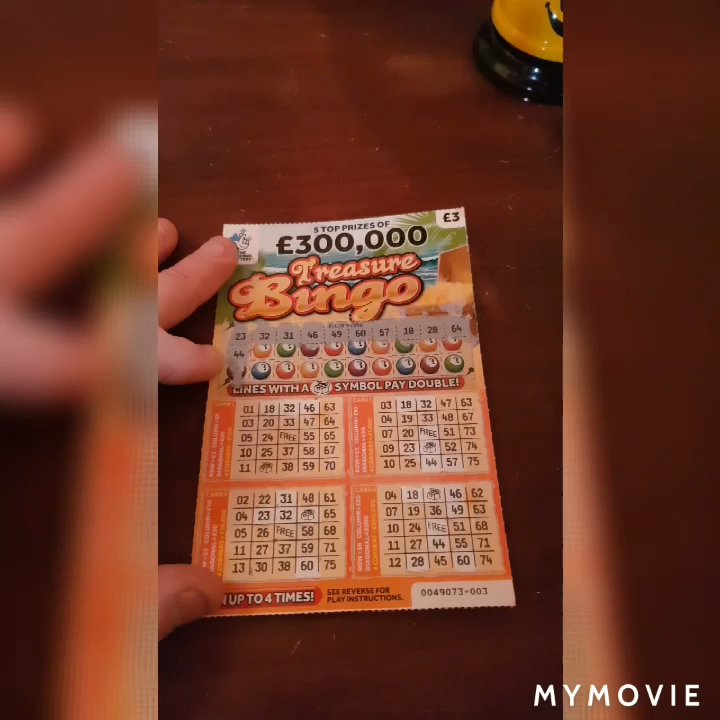 £3
5 TOP PRIZES OF
£300,000
Treasure
Bingo
23 32 31 46 49 60 57 18 28 64
44
LINES WITH A SYMBOL PAY DOUBLE!
01 18 32 46 63
03 20 33 47 64
05 24 FREE 55 65
10 25 37 58 67
11 38 59 70
03 18 32 47 63
04 19 33 48 67
07 20 FREE 51 73
09 23 52 74
10 25 44 57 75
02 22 31 48 61
04 23 32 65
05 26 FREE 58 68
11 27 37 59 71
13 30 38 60 75
04 18 46 62
07 19 36 49 63
10 24 FREE 51 68
11 27 44 55 71
12 28 45 60 74
UP TO 4 TIMES!
SEE REVERSE FOR
PLAY INSTRUCTIONS.
0049073-003
MYMOVIE